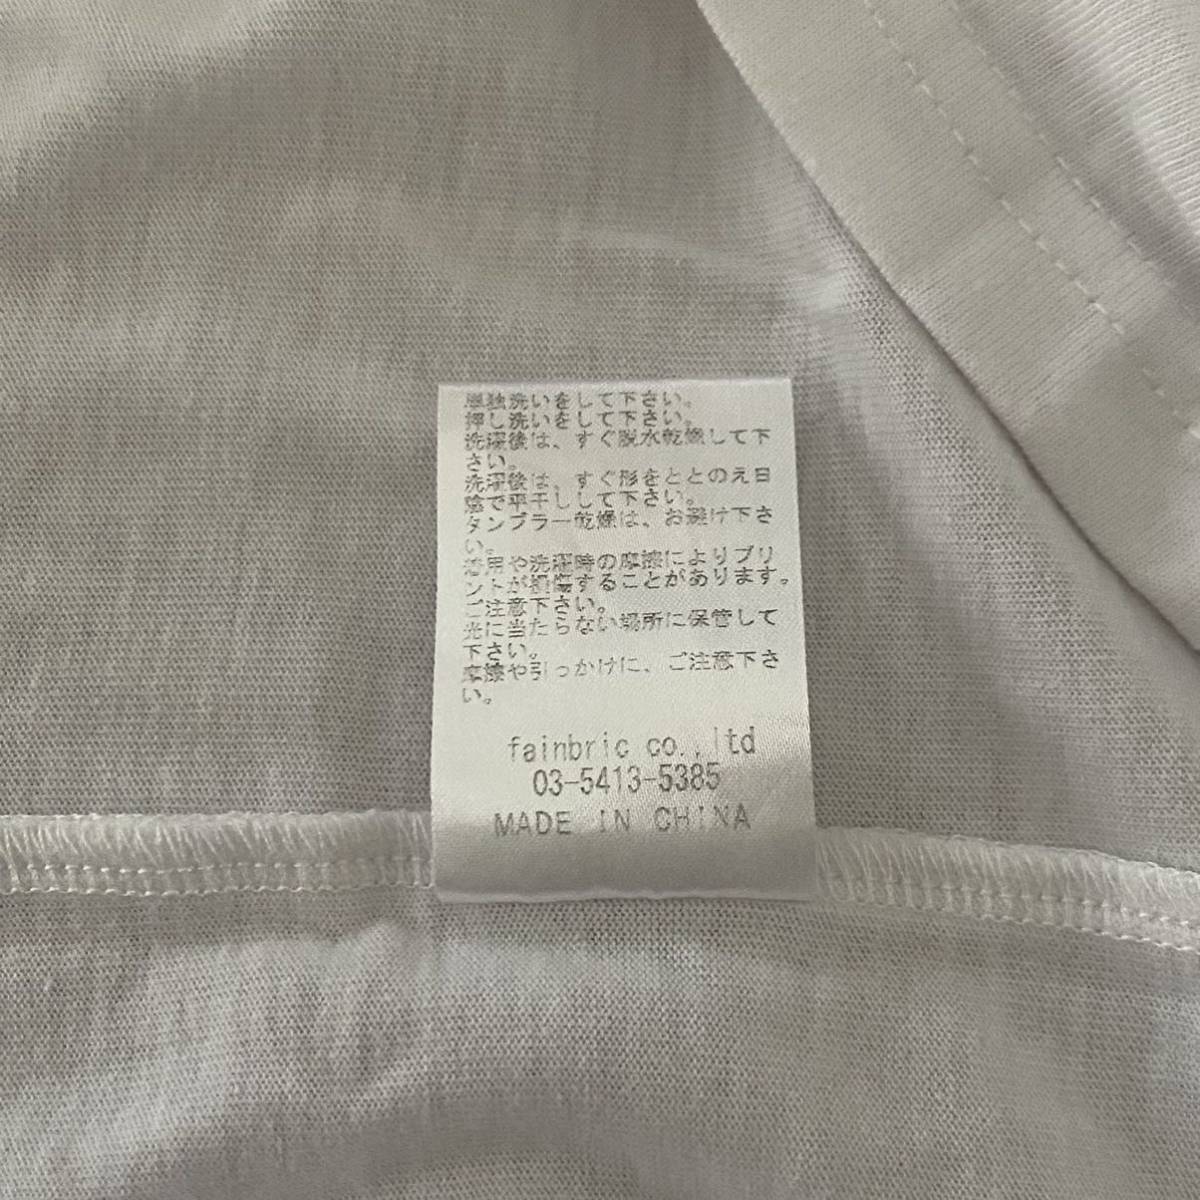 単独洗いをして下さい。
押し洗いをして下さい。
洗濯後は、すぐ脱水乾燥して下
さい。
洗濯後は、すぐ形をととのえ日
陰で平干しして下さい。
タンブラー乾燥は、お避け下さ
い。
着用や洗濯時の摩擦によりプリ
ントが損傷することがあります。
ご注意下さい。
光に当たらない場所に保管して
下さい。
摩擦や引っかけに、ご注意下さ
い。
fainbric co.,ltd
03-5413-5385
MADE IN CHINA